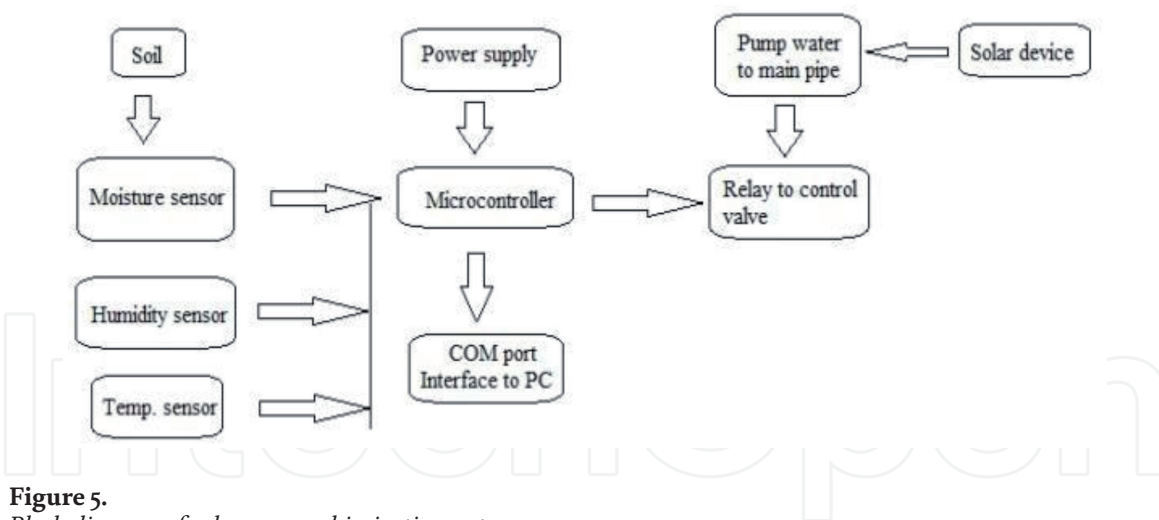 Soil
Power supply
Pump water
to main pipe
Solar device
Moisture sensor
Microcontroller
Relay to control
valve
Humidity sensor
COM port
Interface to PC
Temp. sensor
IntechOpen
Figure 5.